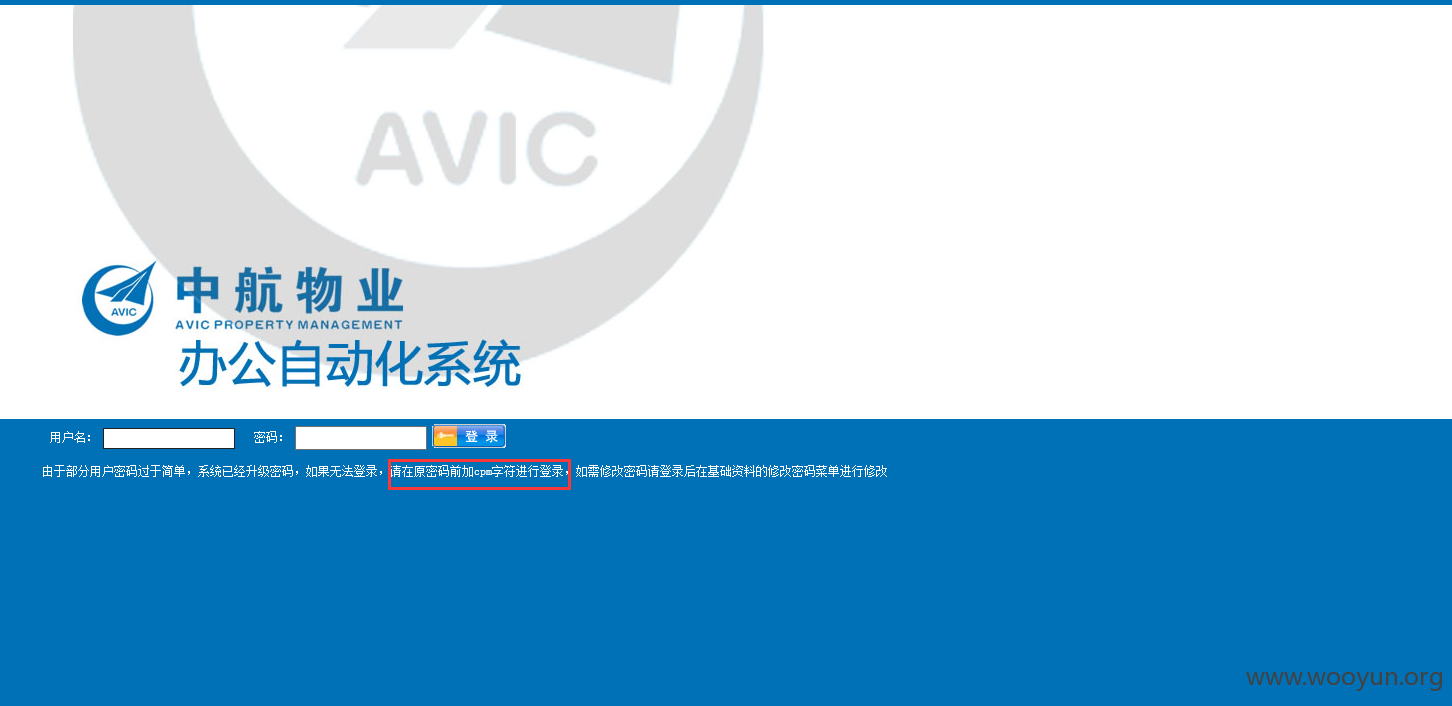 AVIC
AVIC
中航物业
AVIC PROPERTY MANAGEMENT
办公自动化系统
用户名： 密码： 登 录
由于部分用户密码过于简单，系统已经升级密码，如果无法登录，请在原密码前加cpm字符进行登录，如需修改密码请登录后在基础资料的修改密码菜单进行修改
www.wooyun.org